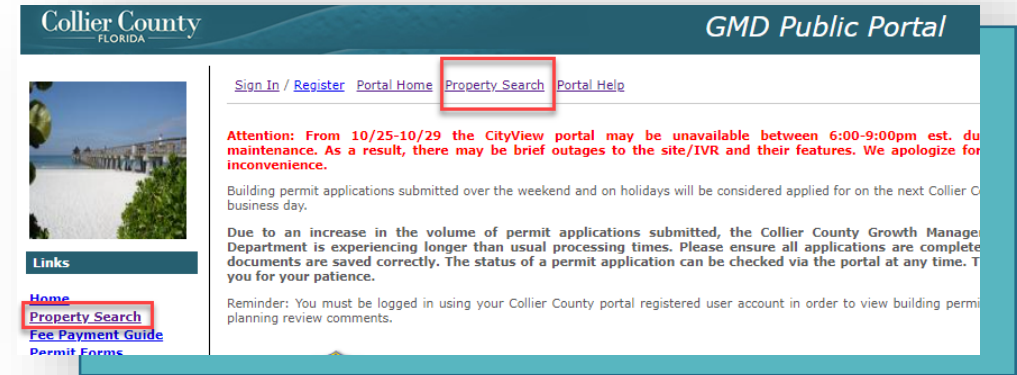 Collier County
FLORIDA
GMD Public Portal
Sign In / Register Portal Home Property Search Portal Help
Attention: From 10/25-10/29 the CityView portal may be unavailable between 6:00-9:00pm est. du
maintenance. As a result, there may be brief outages to the site/IVR and their features. We apologize for
inconvenience.
Building permit applications submitted over the weekend and on holidays will be considered applied for on the next Collier C
business day.
Due to an increase in the volume of permit applications submitted, the Collier County Growth Manage
Department is experiencing longer than usual processing times. Please ensure all applications are complete
documents are saved correctly. The status of a permit application can be checked via the portal at any time. T
you for your patience.
Reminder: You must be logged in using your Collier County portal registered user account in order to view building permi
planning review comments.
Links
Home
Property Search
Fee Payment Guide
Permit Forms